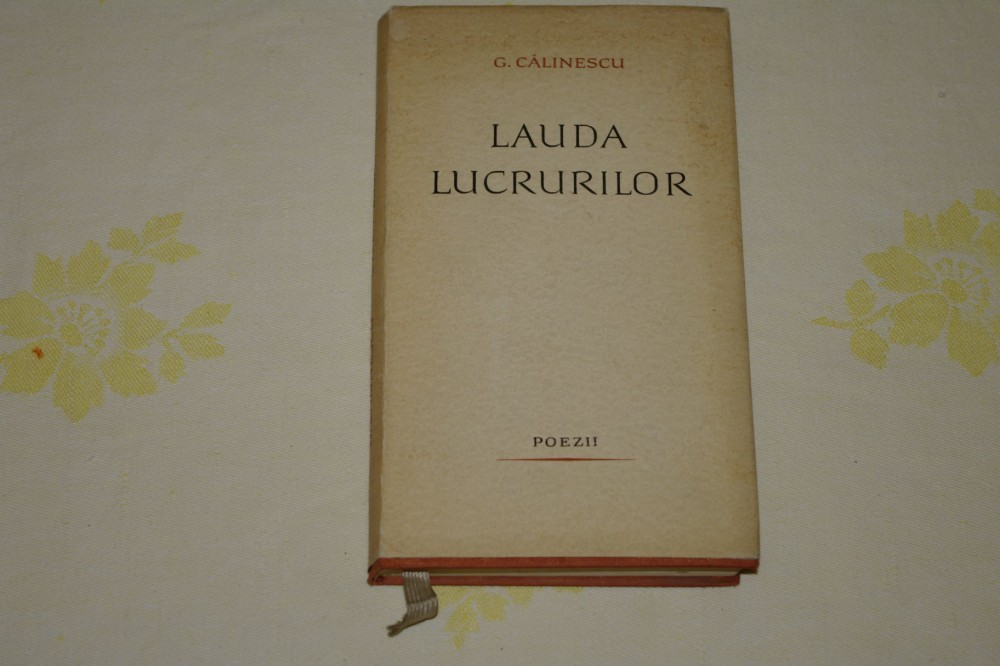 G. CĂLINESCU
LAUDA
LUCRURILOR
POEZII